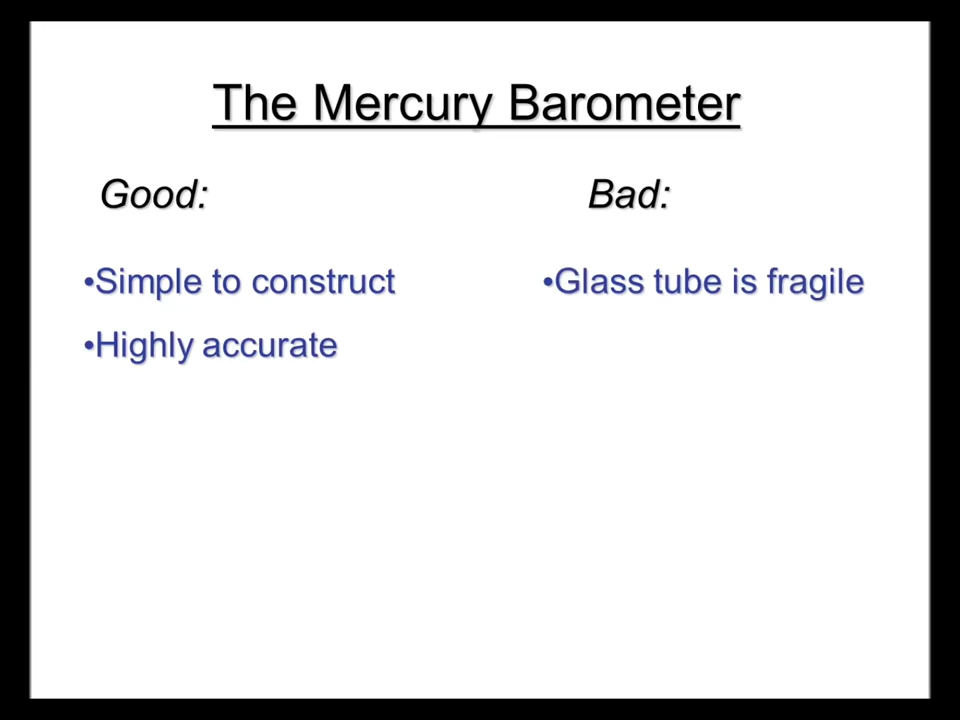 The Mercury Barometer
Good:
Bad:
•Simple to construct
•Glass tube is fragile
•Highly accurate